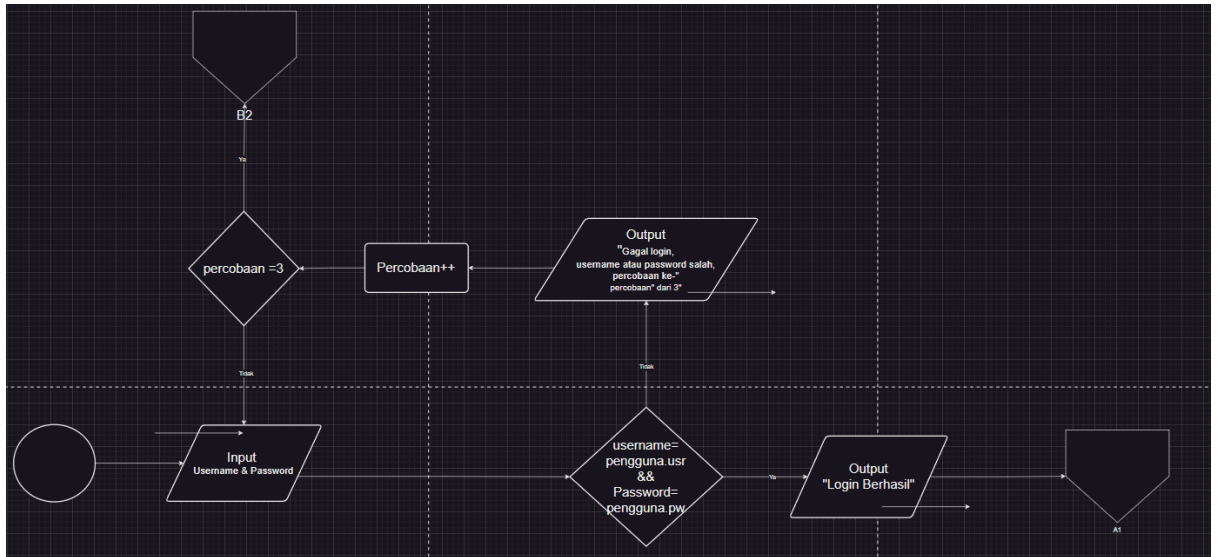 B2
Ya
percobaan =3
Percobaan++
Output
"Gagal login,
username atau password salah,
percobaan ke-"
percobaan" dari 3"
Tidak
Tidak
Input
Username & Password
username=
pengguna.usr
&&
Password=
pengguna.pw
Ya
Output
"Login Berhasil"
A1